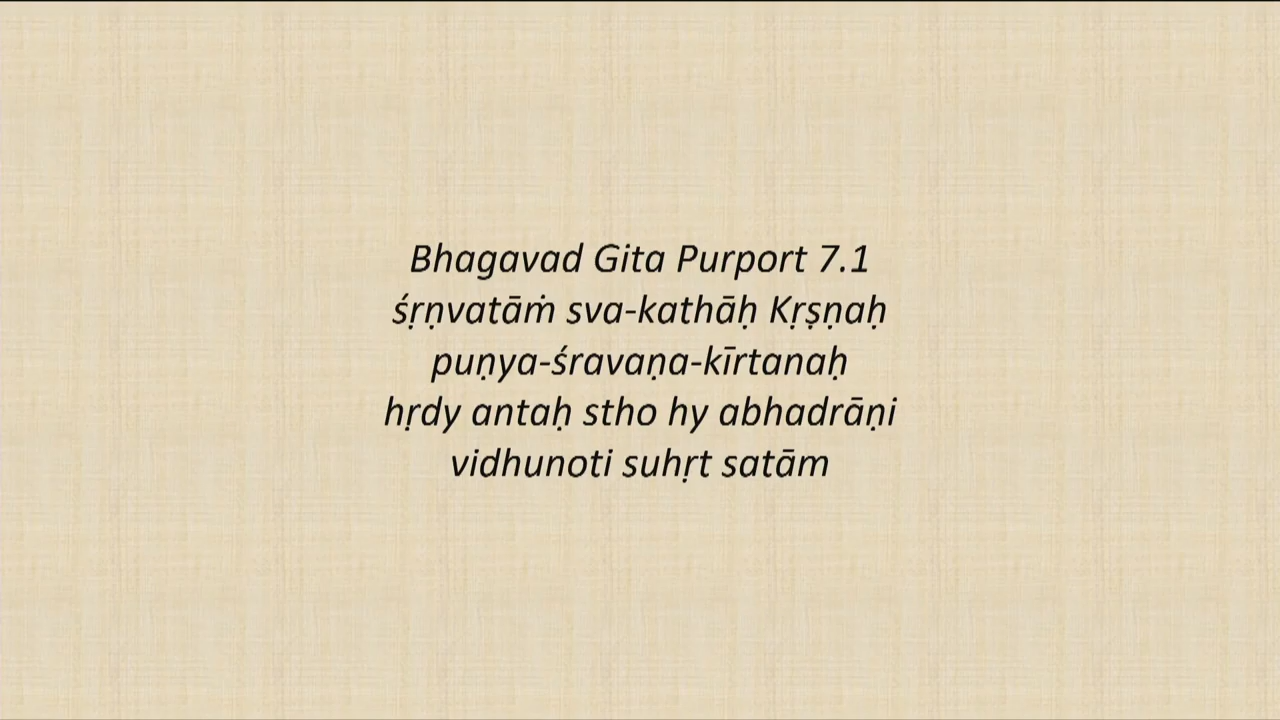 Bhagavad Gita Purport 7.1
śṛṇvatāṁ sva-kathāḥ Kṛṣṇaḥ
puṇya-śravaṇa-kīrtanaḥ
hṛdy antaḥ stho hy abhadrāṇi
vidhunoti suhṛt satām